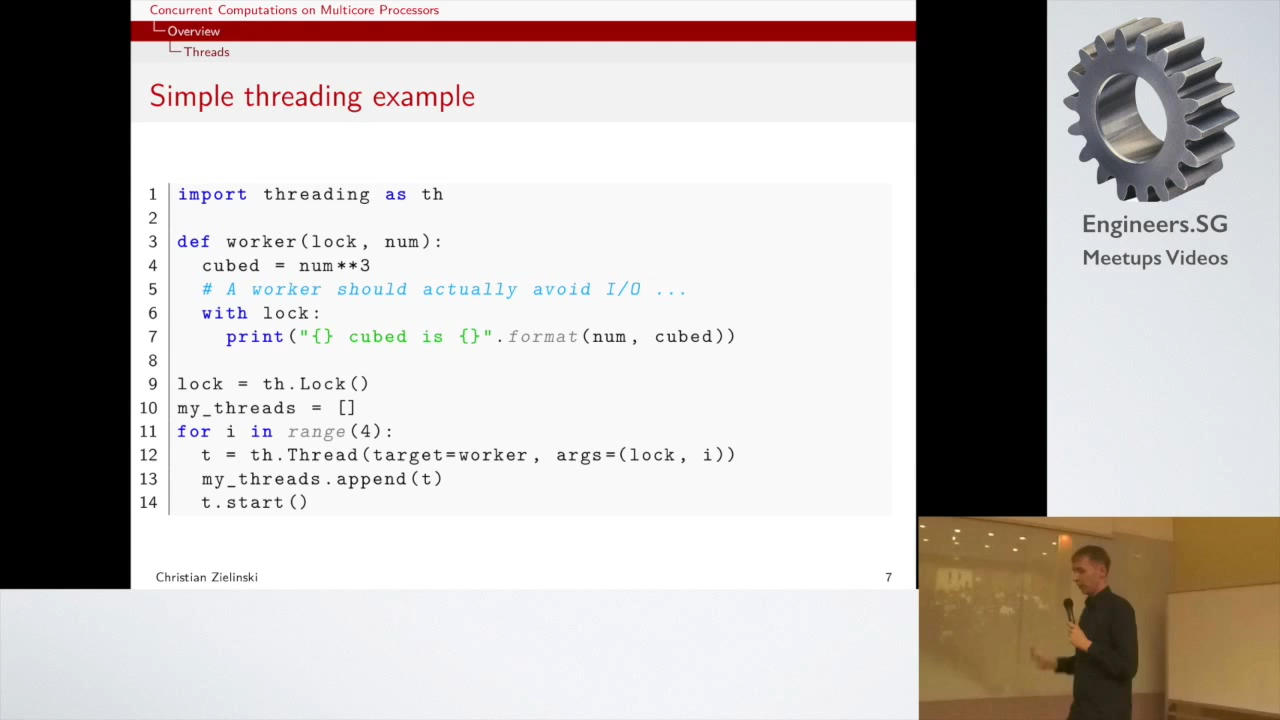 Concurrent Computations on Multicore Processors
Overview
Threads
Simple threading example
1 import threading as th
2
3 def worker(lock, num):
4 cubed = num**3
5 # A worker should actually avoid I/O ...
6 with lock:
7 print("{} cubed is {}".format(num, cubed))
8
9 lock = th.Lock()
10 my_threads = []
11 for i in range(4):
12 t = th.Thread(target=worker, args=(lock, i))
13 my_threads.append(t)
14 t.start()
Christian Zielinski
7
Engineers.SG
Meetups Videos